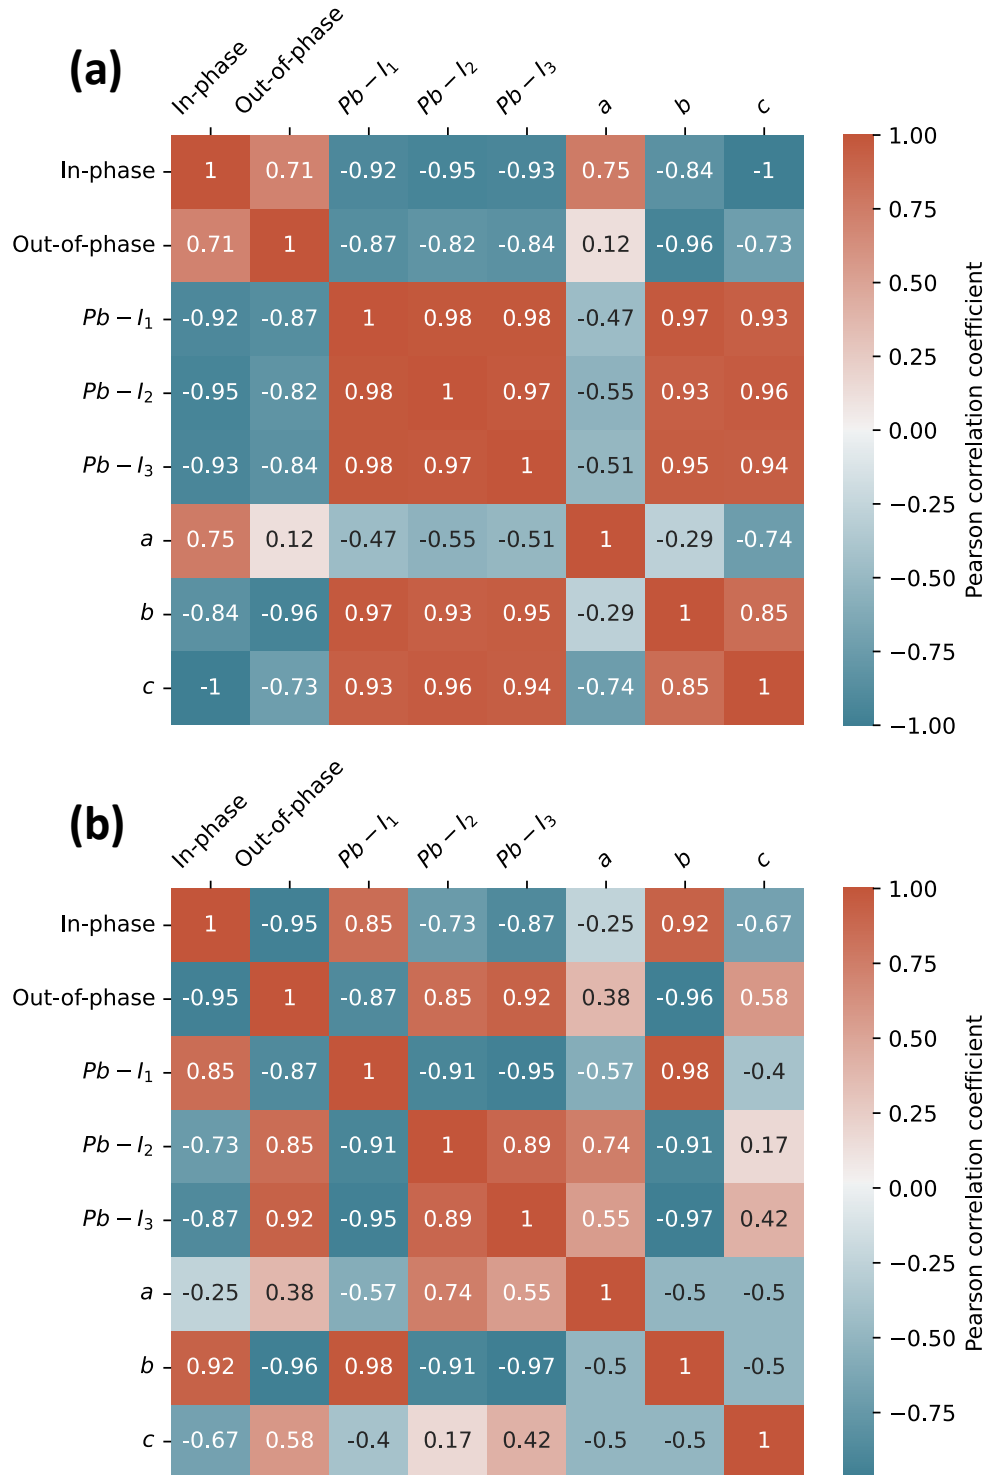 (a)
In-phase Out-of-phase Pb − I₁ Pb − I₂ Pb − I₃ a b c
In-phase 1 0.71 -0.92 -0.95 -0.93 0.75 -0.84 -1
Out-of-phase 0.71 1 -0.87 -0.82 -0.84 0.12 -0.96 -0.73
Pb − I₁ -0.92 -0.87 1 0.98 0.98 -0.47 0.97 0.93
Pb − I₂ -0.95 -0.82 0.98 1 0.97 -0.55 0.93 0.96
Pb − I₃ -0.93 -0.84 0.98 0.97 1 -0.51 0.95 0.94
a 0.75 0.12 -0.47 -0.55 -0.51 1 -0.29 -0.74
b -0.84 -0.96 0.97 0.93 0.95 -0.29 1 0.85
c -1 -0.73 0.93 0.96 0.94 -0.74 0.85 1
1.00
0.75
0.50
0.25
0.00
−0.25
−0.50
−0.75
−1.00
Pearson correlation coefficient
(b)
In-phase Out-of-phase Pb − I₁ Pb − I₂ Pb − I₃ a b c
In-phase 1 -0.95 0.85 -0.73 -0.87 -0.25 0.92 -0.67
Out-of-phase -0.95 1 -0.87 0.85 0.92 0.38 -0.96 0.58
Pb − I₁ 0.85 -0.87 1 -0.91 -0.95 -0.57 0.98 -0.4
Pb − I₂ -0.73 0.85 -0.91 1 0.89 0.74 -0.91 0.17
Pb − I₃ -0.87 0.92 -0.95 0.89 1 0.55 -0.97 0.42
a -0.25 0.38 -0.57 0.74 0.55 1 -0.5 -0.5
b 0.92 -0.96 0.98 -0.91 -0.97 -0.5 1 -0.5
c -0.67 0.58 -0.4 0.17 0.42 -0.5 -0.5 1
1.00
0.75
0.50
0.25
0.00
−0.25
−0.50
−0.75
Pearson correlation coefficient